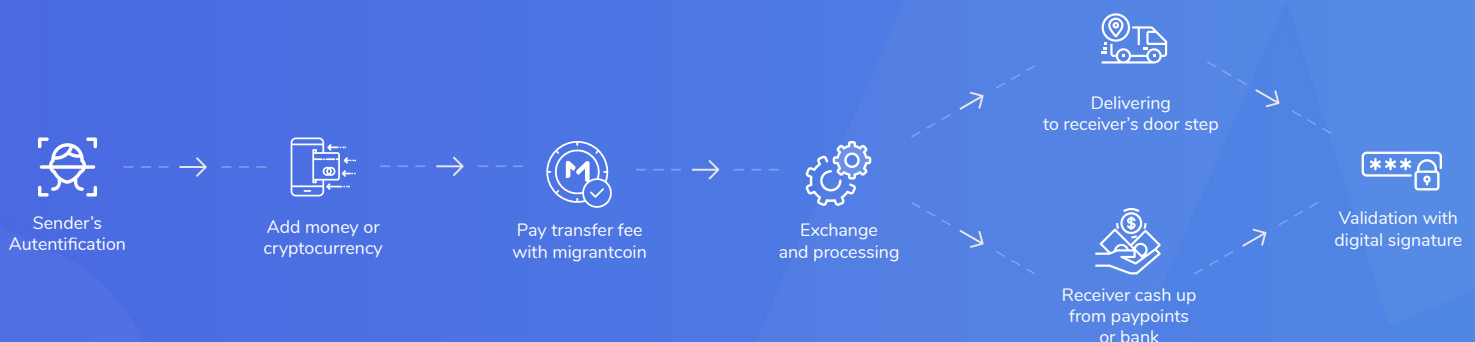 Sender’s
Autentification
Add money or
cryptocurrency
Pay transfer fee
with migrantcoin
Exchange
and processing
Delivering
to receiver’s door step
Receiver cash up
from paypoints
or bank
Validation with
digital signature